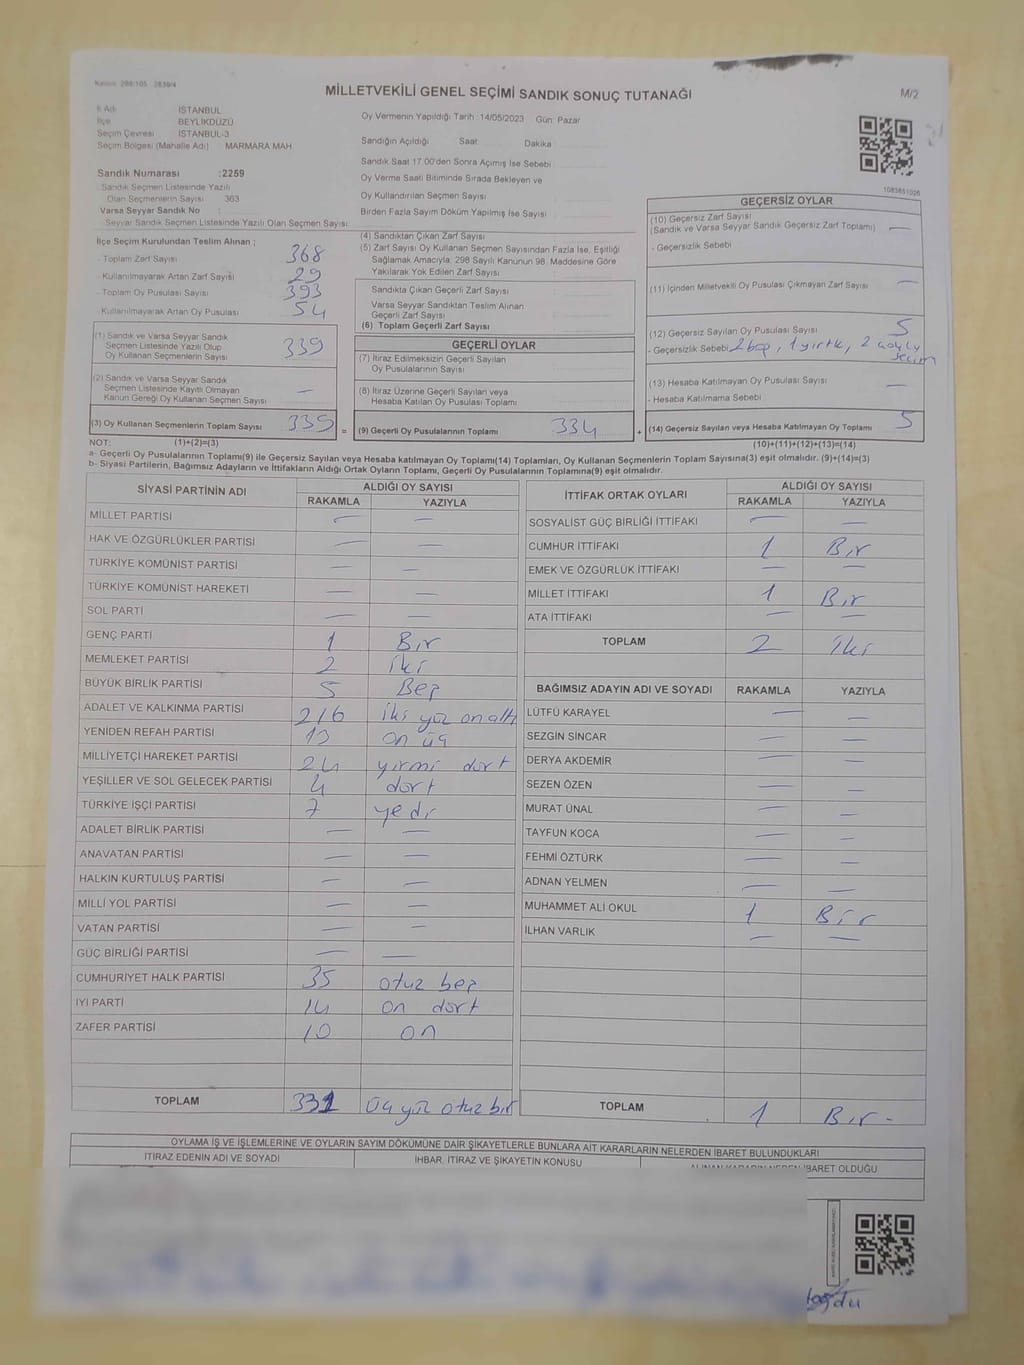 Kanun: 298/105 - 2839/4
MİLLETVEKİLİ GENEL SEÇİMİ SANDIK SONUÇ TUTANAĞI
M/2
İl Adı İSTANBUL
İlçe BEYLİKDÜZÜ
Seçim Çevresi İSTANBUL-3
Seçim Bölgesi (Mahalle Adı) : MARMARA MAH
Sandık Numarası :2259
Sandık Seçmen Listesinde Yazılı
Olan Seçmenlerin Sayısı 363
Varsa Seyyar Sandık No :
Seyyar Sandık Seçmen Listesinde Yazılı Olan Seçmen Sayısı:
Oy Vermenin Yapıldığı Tarih : 14/05/2023 Gün: Pazar
Sandığın Açıldığı Saat Dakika
Sandık Saat 17.00'den Sonra Açılmış İse Sebebi
Oy Verme Saati Bitiminde Sırada Bekleyen ve
Oy Kullandırılan Seçmen Sayısı
Birden Fazla Sayım Döküm Yapılmış İse Sayısı
1083651026
İlçe Seçim Kurulundan Teslim Alınan ;
- Toplam Zarf Sayısı 368
- Kullanılmayarak Artan Zarf Sayısı 29
- Toplam Oy Pusulası Sayısı 393
- Kullanılmayarak Artan Oy Pusulası 54
(1) Sandık ve Varsa Seyyar Sandık
Seçmen Listesinde Yazılı Olup
Oy Kullanan Seçmenlerin Sayısı 339
(2) Sandık ve Varsa Seyyar Sandık
Seçmen Listesinde Kayıtlı Olmayan
Kanun Gereği Oy Kullanan Seçmen Sayısı —
(3) Oy Kullanan Seçmenlerin Toplam Sayısı 339
(4) Sandıktan Çıkan Zarf Sayısı
(5) Zarf Sayısı Oy Kullanan Seçmen Sayısından Fazla İse, Eşitliği
Sağlamak Amacıyla, 298 Sayılı Kanunun 98. Maddesine Göre
Yakılarak Yok Edilen Zarf Sayısı
Sandıkta Çıkan Geçerli Zarf Sayısı
Varsa Seyyar Sandıktan Teslim Alınan
Geçerli Zarf Sayısı
(6) Toplam Geçerli Zarf Sayısı
GEÇERLİ OYLAR
(7) İtiraz Edilmeksizin Geçerli Sayılan
Oy Pusulalarının Sayısı
(8) İtiraz Üzerine Geçerli Sayılan veya
Hesaba Katılan Oy Pusulası Toplamı
= (9) Geçerli Oy Pusulalarının Toplamı 334 +
GEÇERSİZ OYLAR
(10) Geçersiz Zarf Sayısı
(Sandık ve Varsa Seyyar Sandık Geçersiz Zarf Toplamı) —
- Geçersizlik Sebebi
(11) İçinden Milletvekili Oy Pusulası Çıkmayan Zarf Sayısı —
(12) Geçersiz Sayılan Oy Pusulası Sayısı 5
- Geçersizlik Sebebi 2 boş, 1 yırtık, 2
seçim
(13) Hesaba Katılmayan Oy Pusulası Sayısı —
- Hesaba Katılmama Sebebi
(14) Geçersiz Sayılan veya Hesaba Katılmayan Oy Toplamı 5
NOT: (1)+(2)=(3) (10)+(11)+(12)+(13)=(14)
a- Geçerli Oy Pusulalarının Toplamı(9) ile Geçersiz Sayılan veya Hesaba katılmayan Oy Toplamı(14) Toplamları, Oy Kullanan Seçmenlerin Toplam Sayısına(3) eşit olmalıdır. (9)+(14)=(3)
b- Siyasi Partilerin, Bağımsız Adayların ve İttifakların Aldığı Ortak Oyların Toplamı, Geçerli Oy Pusulalarının Toplamına(9) eşit olmalıdır.
SİYASİ PARTİNİN ADI ALDIĞI OY SAYISI
RAKAMLA YAZIYLA
MİLLET PARTİSİ — —
HAK VE ÖZGÜRLÜKLER PARTİSİ — —
TÜRKİYE KOMÜNİST PARTİSİ — —
TÜRKİYE KOMÜNİST HAREKETİ — —
SOL PARTİ — —
GENÇ PARTİ 1 Bir
MEMLEKET PARTİSİ 2 iki
BÜYÜK BİRLİK PARTİSİ 5 Beş
ADALET VE KALKINMA PARTİSİ 216 iki yüz on altı
YENİDEN REFAH PARTİSİ 13 on üç
MİLLİYETÇİ HAREKET PARTİSİ 24 yirmi dört
YEŞİLLER VE SOL GELECEK PARTİSİ 4 dört
TÜRKİYE İŞÇİ PARTİSİ 7 yedi
ADALET BİRLİK PARTİSİ — —
ANAVATAN PARTİSİ — —
HALKIN KURTULUŞ PARTİSİ — —
MİLLİ YOL PARTİSİ — —
VATAN PARTİSİ — —
GÜÇ BİRLİĞİ PARTİSİ — —
CUMHURİYET HALK PARTİSİ 35 otuz beş
İYİ PARTİ 14 on dört
ZAFER PARTİSİ 10 on
TOPLAM 331 üç yüz otuz bir
İTTİFAK ORTAK OYLARI ALDIĞI OY SAYISI
RAKAMLA YAZIYLA
SOSYALİST GÜÇ BİRLİĞİ İTTİFAKI — —
CUMHUR İTTİFAKI 1 Bir
EMEK VE ÖZGÜRLÜK İTTİFAKI — —
MİLLET İTTİFAKI 1 Bir
ATA İTTİFAKI — —
TOPLAM 2 iki
BAĞIMSIZ ADAYIN ADI VE SOYADI RAKAMLA YAZIYLA
LÜTFÜ KARAYEL — —
SEZGİN SİNCAR — —
DERYA AKDEMİR — —
SEZEN ÖZEN — —
MURAT ÜNAL — —
TAYFUN KOCA — —
FEHMİ ÖZTÜRK — —
ADNAN YELMEN — —
MUHAMMET ALİ OKUL 1 Bir
İLHAN VARLIK — —
TOPLAM 1 Bir -
OYLAMA İŞ VE İŞLEMLERİNE VE OYLARIN SAYIM DÖKÜMÜNE DAİR ŞİKAYETLERLE BUNLARA AİT KARARLARIN NELERDEN İBARET BULUNDUKLARI
İTİRAZ EDENİN ADI VE SOYADI İHBAR, İTİRAZ VE ŞİKAYETİN KONUSU ALINAN KARARIN NEDEN İBARET OLDUĞU